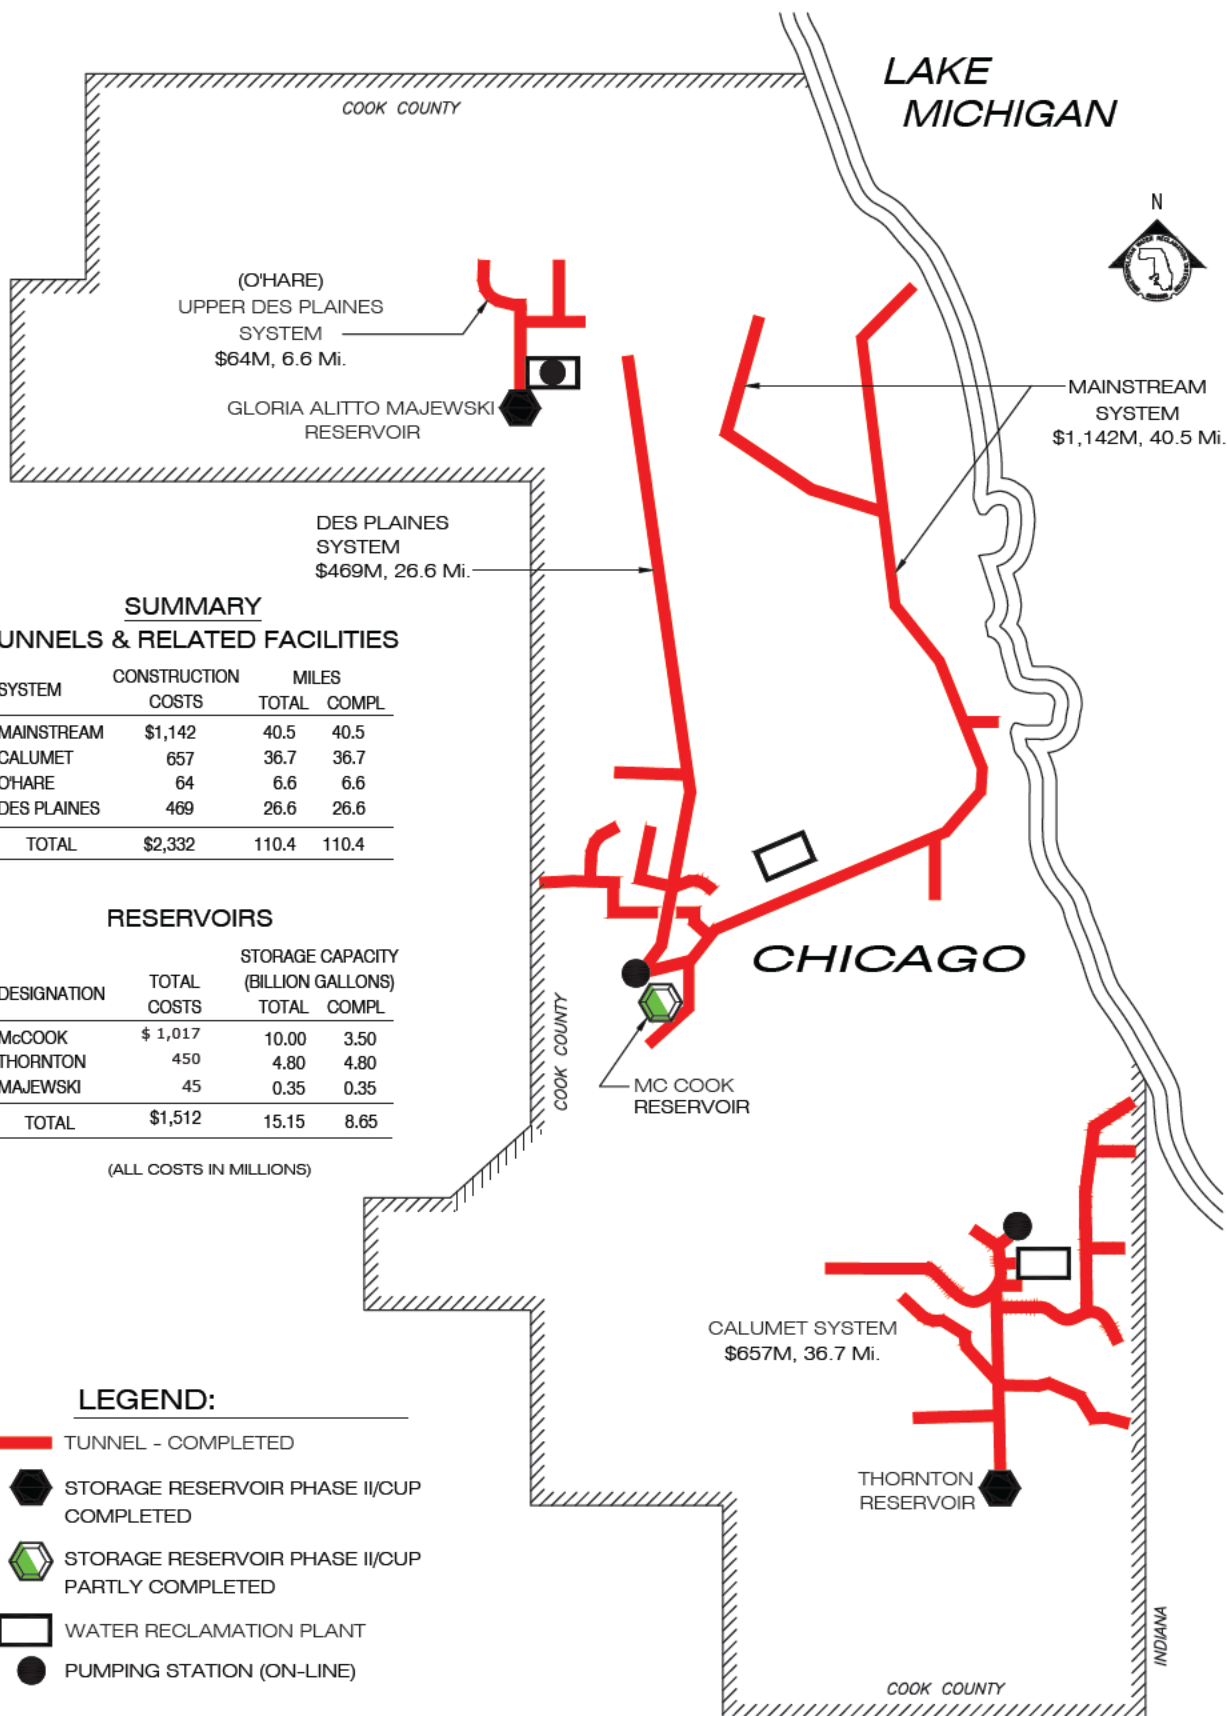 LAKE
MICHIGAN
COOK COUNTY
N
(O'HARE)
UPPER DES PLAINES
SYSTEM
$64M, 6.6 Mi.
GLORIA ALITTO MAJEWSKI
RESERVOIR
MAINSTREAM
SYSTEM
$1,142M, 40.5 Mi.
DES PLAINES
SYSTEM
$469M, 26.6 Mi.
SUMMARY
UNNELS & RELATED FACILITIES
SYSTEM CONSTRUCTION COSTS MILES TOTAL COMPL
MAINSTREAM $1,142 40.5 40.5
CALUMET 657 36.7 36.7
O'HARE 64 6.6 6.6
DES PLAINES 469 26.6 26.6
TOTAL $2,332 110.4 110.4
RESERVOIRS
DESIGNATION TOTAL COSTS STORAGE CAPACITY (BILLION GALLONS) TOTAL COMPL
McCOOK $ 1,017 10.00 3.50
THORNTON 450 4.80 4.80
MAJEWSKI 45 0.35 0.35
TOTAL $1,512 15.15 8.65
(ALL COSTS IN MILLIONS)
CHICAGO
COOK COUNTY
MC COOK
RESERVOIR
CALUMET SYSTEM
$657M, 36.7 Mi.
THORNTON
RESERVOIR
LEGEND:
TUNNEL - COMPLETED
STORAGE RESERVOIR PHASE II/CUP
COMPLETED
STORAGE RESERVOIR PHASE II/CUP
PARTLY COMPLETED
WATER RECLAMATION PLANT
PUMPING STATION (ON-LINE)
INDIANA
COOK COUNTY